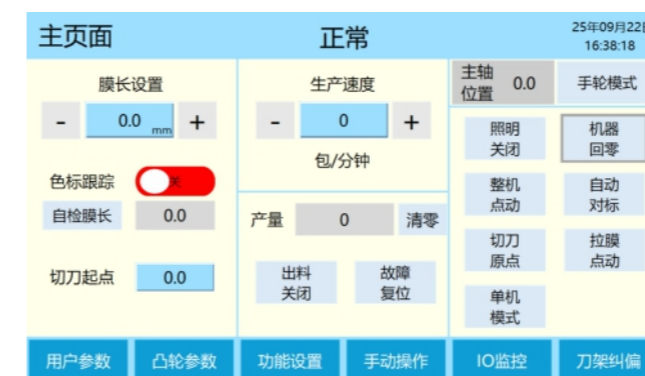 主页面
正常
25年09月22日
16:38:18
膜长设置
- 0.0 mm +
色标跟踪 关
自检膜长 0.0
切刀起点 0.0
生产速度
- 0 +
包/分钟
产量 0 清零
出料
关闭
故障
复位
主轴
位置
0.0
手轮模式
照明
关闭
机器
回零
整机
点动
自动
对标
切刀
原点
拉膜
点动
单机
模式
用户参数 凸轮参数 功能设置 手动操作 IO监控 刀架纠偏